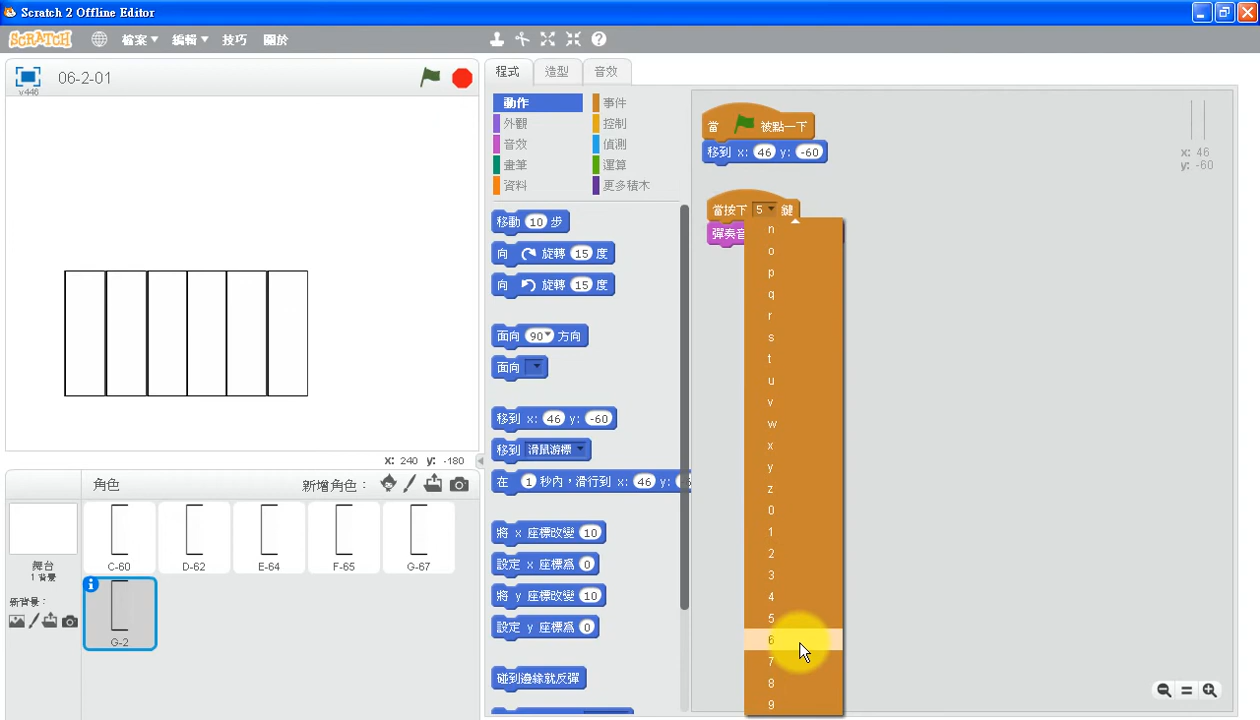 Scratch 2 Offline Editor
SCRATCH 檔案 編輯 技巧 關於
v446 06-2-01
程式 造型 音效
動作 事件
外觀 控制
音效 偵測
畫筆 運算
資料 更多積木
移動 10 步
向 旋轉 15 度
向 旋轉 15 度
面向 90 方向
面向
移到 x: 46 y: -60
移到 滑鼠游標
在 1 秒內，滑行到 x: 46 y:
將 x 座標改變 10
設定 x 座標為 0
將 y 座標改變 10
設定 y 座標為 0
碰到邊緣就反彈
當 被點一下
移到 x: 46 y: -60
當按下 5 鍵
彈奏音
n
o
p
q
r
s
t
u
v
w
x
y
z
0
1
2
3
4
5
6
7
8
9
x: 46
y: -60
x: 240 y: -180
角色 新增角色：
舞台
1 背景
新背景：
C-60 D-62 E-64 F-65 G-67
G-2